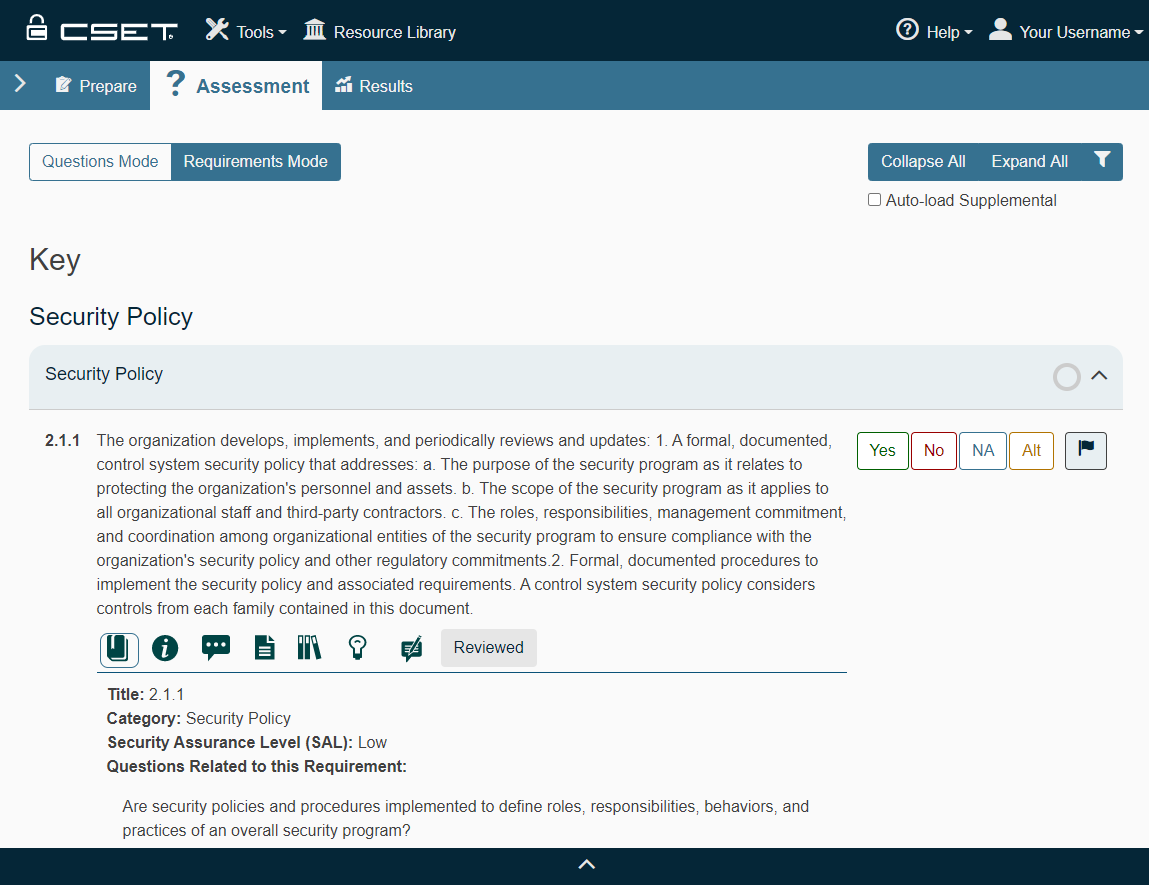 CSET Tools Resource Library ? Help Your Username
Prepare ? Assessment Results
Questions Mode Requirements Mode Collapse All Expand All
Auto-load Supplemental
Key
Security Policy
Security Policy
2.1.1 The organization develops, implements, and periodically reviews and updates: 1. A formal, documented, Yes No NA Alt
control system security policy that addresses: a. The purpose of the security program as it relates to
protecting the organization's personnel and assets. b. The scope of the security program as it applies to
all organizational staff and third-party contractors. c. The roles, responsibilities, management commitment,
and coordination among organizational entities of the security program to ensure compliance with the
organization's security policy and other regulatory commitments.2. Formal, documented procedures to
implement the security policy and associated requirements. A control system security policy considers
controls from each family contained in this document.
i Reviewed
Title: 2.1.1
Category: Security Policy
Security Assurance Level (SAL): Low
Questions Related to this Requirement:
Are security policies and procedures implemented to define roles, responsibilities, behaviors, and
practices of an overall security program?